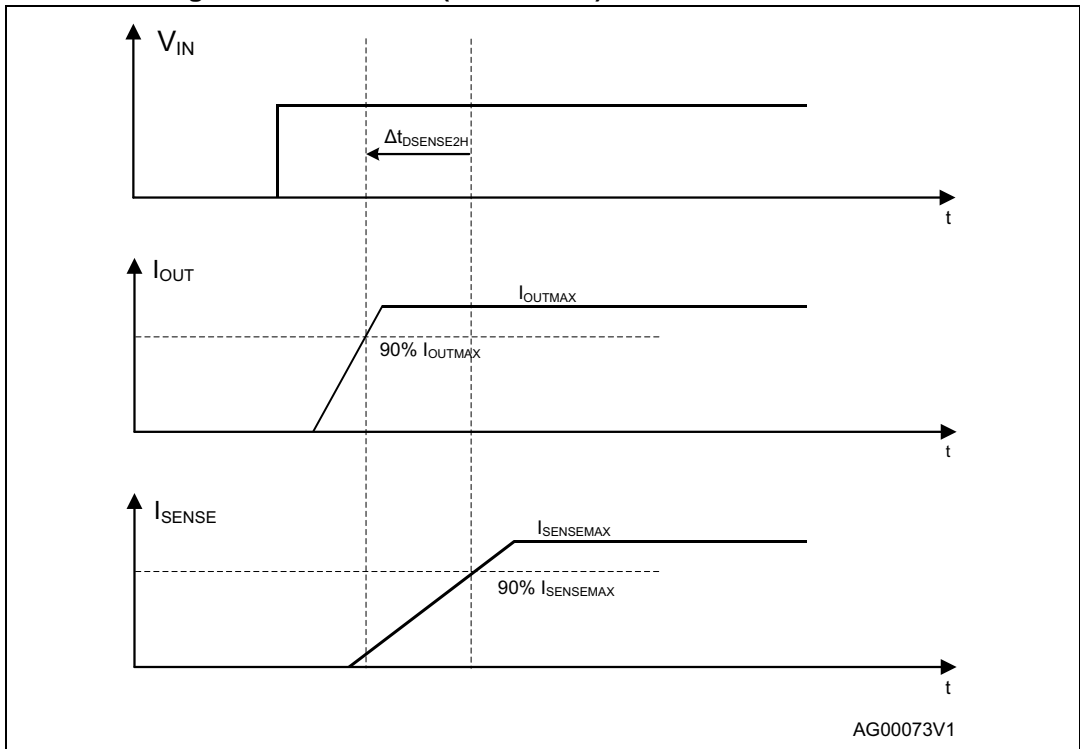 V_IN
Δt_DSENSE2H
t
I_OUT
I_OUTMAX
90% I_OUTMAX
t
I_SENSE
I_SENSEMAX
90% I_SENSEMAX
t
AG00073V1